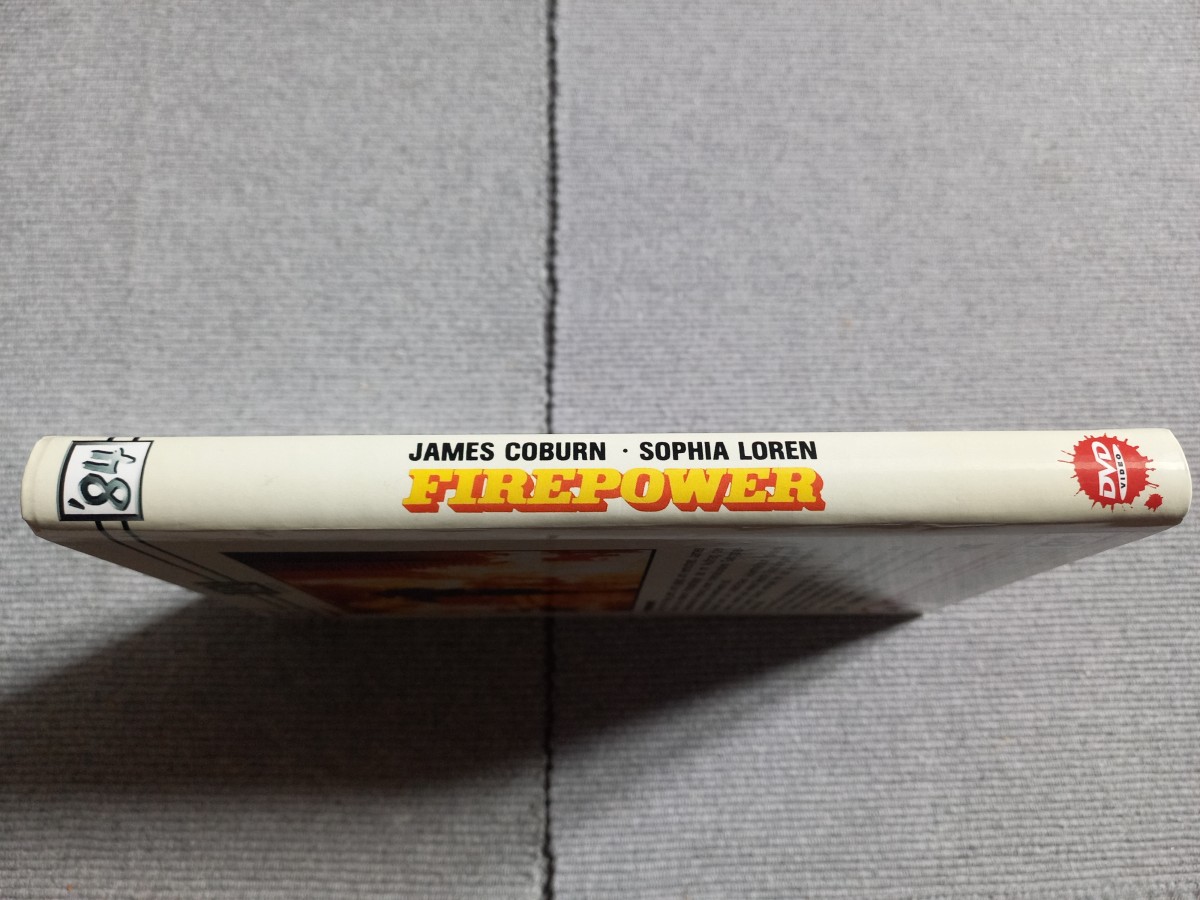 '84
JAMES COBURN · SOPHIA LOREN
FIREPOWER
DVD
VIDEO